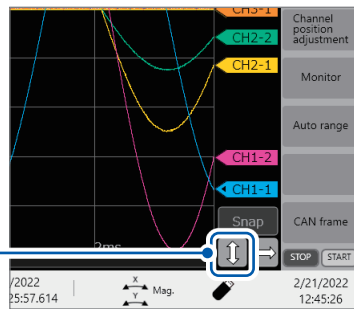 CH3-1
CH2-2
CH2-1
CH1-2
CH1-1
Snap
2ms
Channel
position
adjustment
Monitor
Auto range
CAN frame
STOP START
/2022
25:57.614
X
Y
Mag.
2/21/2022
12:45:26